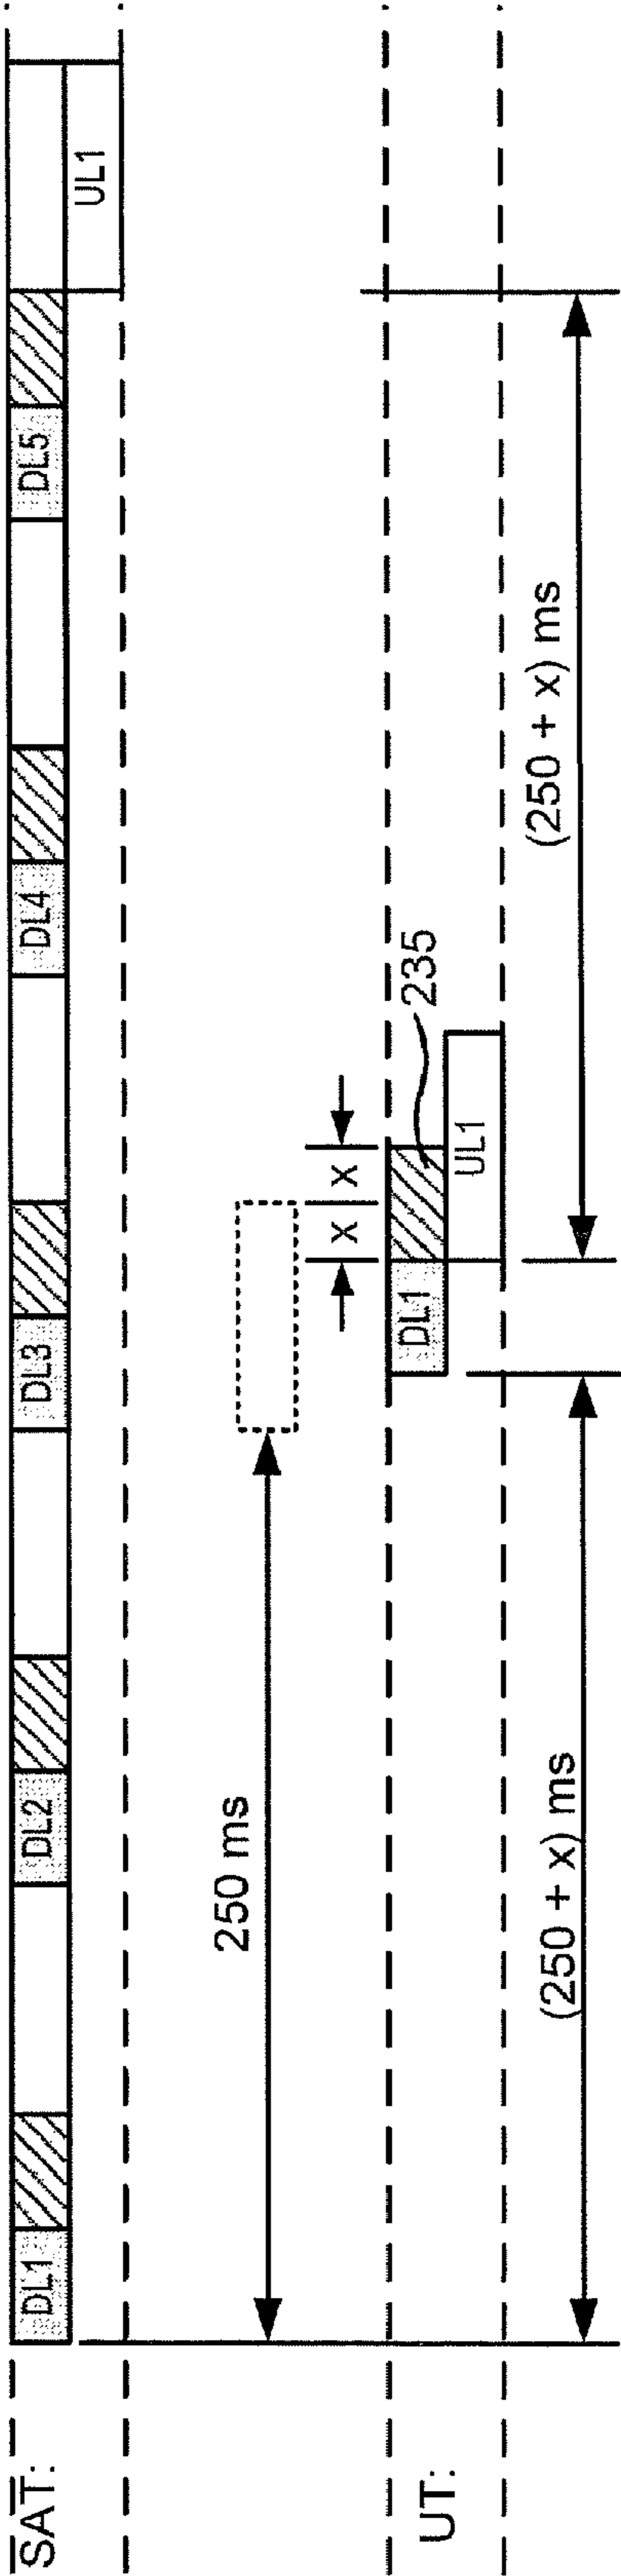 SAT:
DL1
DL2
DL3
DL4
DL5
UL1
250 ms
x
x
235
UT:
DL1
UL1
(250 + x) ms
(250 + x) ms